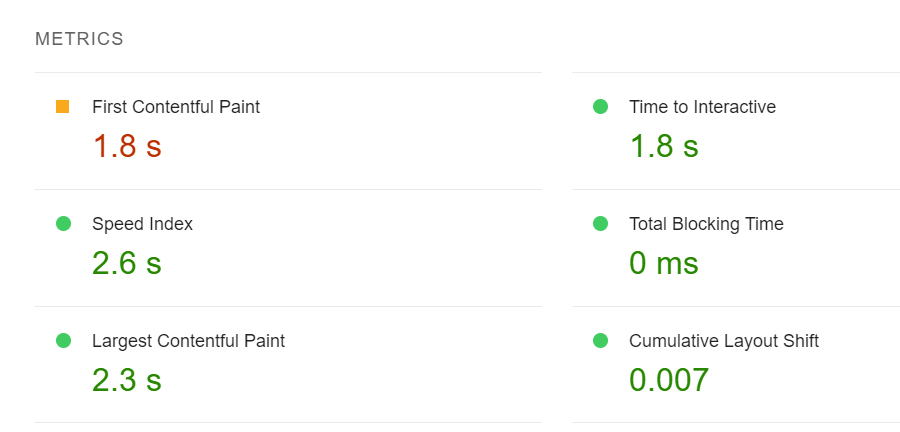 METRICS
First Contentful Paint
1.8 s
Time to Interactive
1.8 s
Speed Index
2.6 s
Total Blocking Time
0 ms
Largest Contentful Paint
2.3 s
Cumulative Layout Shift
0.007